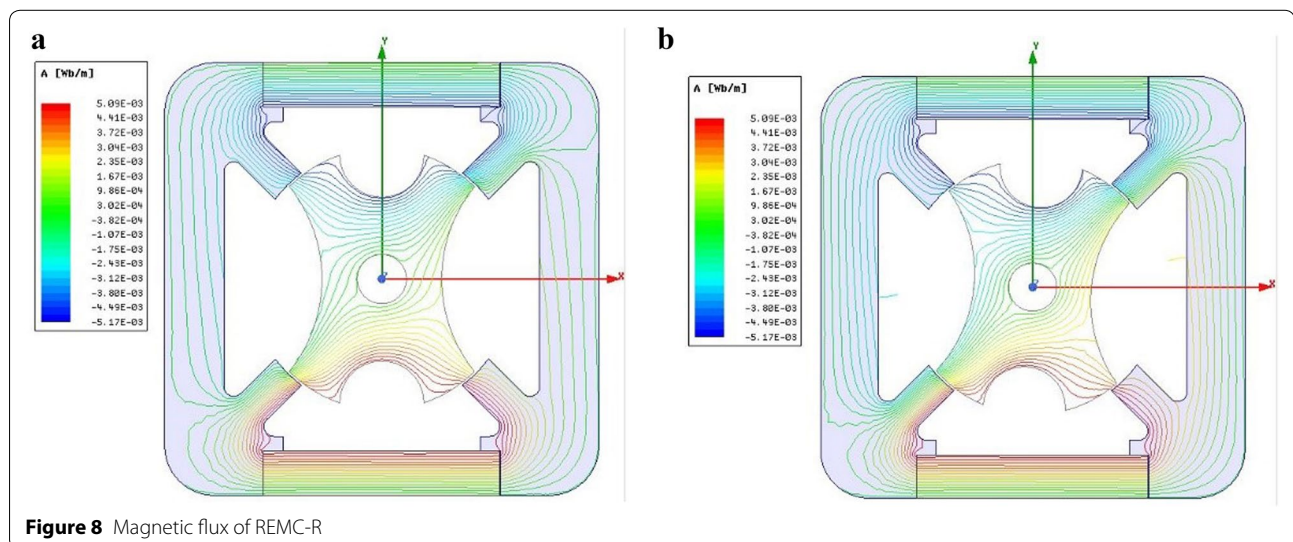 a
Y
A [Wb/m]
5.09E-03
4.41E-03
3.72E-03
3.04E-03
2.35E-03
1.67E-03
9.86E-04
3.02E-04
-3.82E-04
-1.07E-03
-1.75E-03
-2.43E-03
-3.12E-03
-3.80E-03
-4.49E-03
-5.17E-03
X
b
Y
A [Wb/m]
5.09E-03
4.41E-03
3.72E-03
3.04E-03
2.35E-03
1.67E-03
9.86E-04
3.02E-04
-3.82E-04
-1.07E-03
-1.75E-03
-2.43E-03
-3.12E-03
-3.80E-03
-4.49E-03
-5.17E-03
X
Figure 8 Magnetic flux of REMC-R